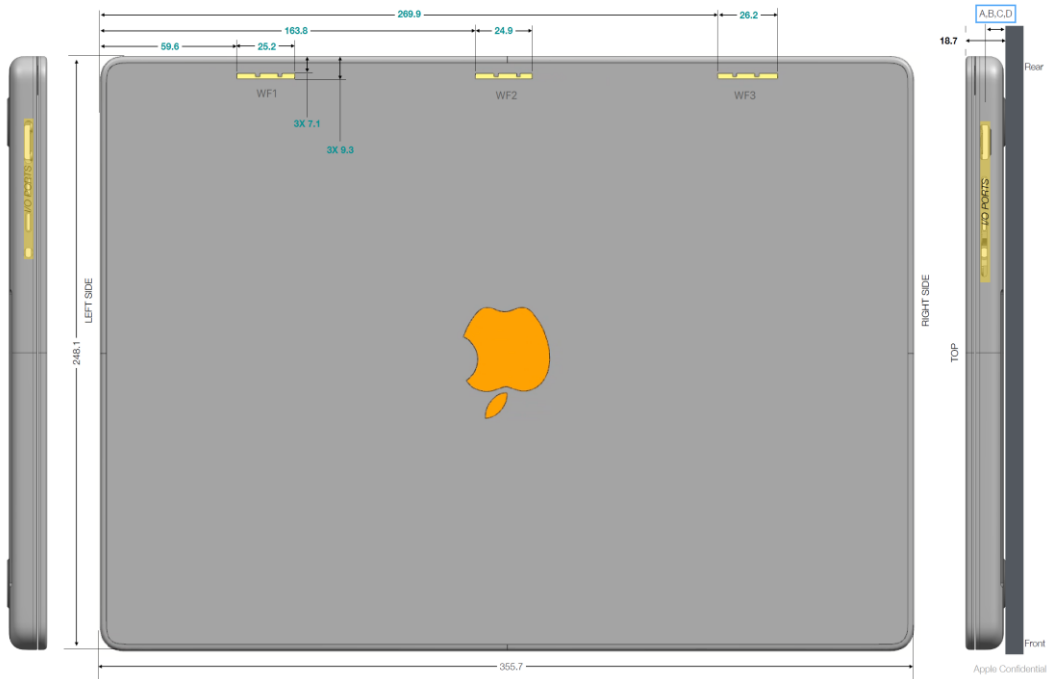 269.9
26.2
A,B,C,D
163.8
24.9
18.7
59.6
25.2
Rear
WF1
WF2
WF3
3X 7.1
3X 9.3
I/O PORTS
I/O PORTS
LEFT SIDE
RIGHT SIDE
248.1
TOP
Front
355.7
Apple Confidential